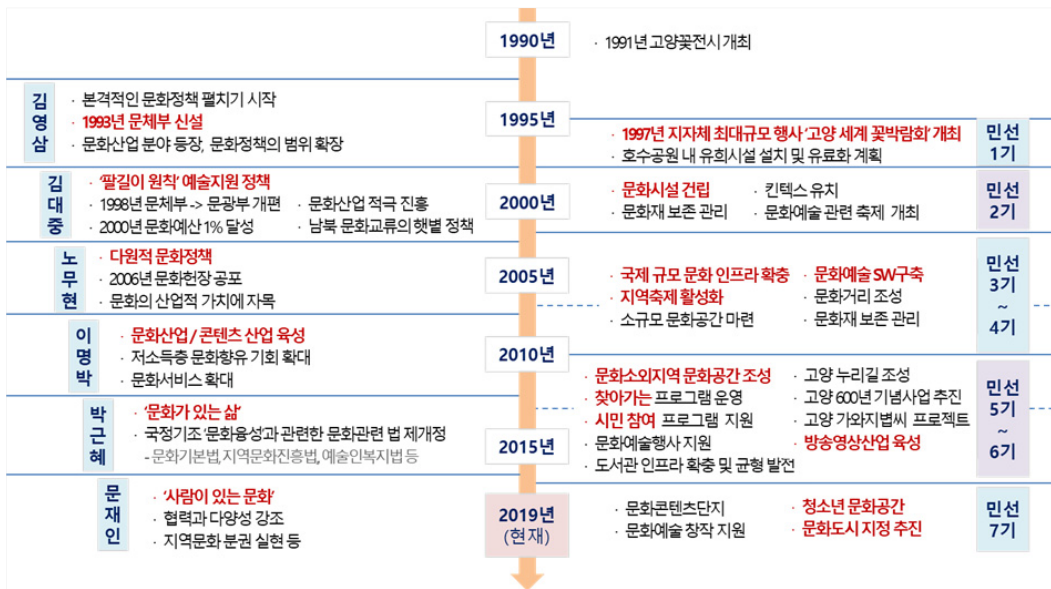 1990년
· 1991년 고양꽃전시 개최
김영삼
· 본격적인 문화정책 펼치기 시작
· 1993년 문체부 신설
· 문화산업 분야 등장, 문화정책의 범위 확장
1995년
· 1997년 지자체 최대규모 행사 '고양 세계 꽃박람회' 개최
· 호수공원 내 유희시설 설치 및 유료화 계획
민선
1기
김대중
· '팔길이 원칙' 예술지원 정책
· 1998년 문체부 -> 문광부 개편 · 문화산업 적극 진흥
· 2000년 문화예산 1% 달성 · 남북 문화교류의 햇볕 정책
2000년
· 문화시설 건립 · 킨텍스 유치
· 문화재 보존 관리 · 문화예술 관련 축제 개최
민선
2기
노무현
· 다원적 문화정책
· 2006년 문화헌장 공포
· 문화의 산업적 가치에 자목
2005년
· 국제 규모 문화 인프라 확충 · 문화예술 SW구축
· 지역축제 활성화 · 문화거리 조성
· 소규모 문화공간 마련 · 문화재 보존 관리
민선
3기
~
4기
이명박
· 문화산업 / 콘텐츠 산업 육성
· 저소득층 문화향유 기회 확대
· 문화서비스 확대
2010년
· 문화소외지역 문화공간 조성 · 고양 누리길 조성
· 찾아가는 프로그램 운영 · 고양 600년 기념사업 추진
· 시민 참여 프로그램 지원 · 고양 가와지볍씨 프로젝트
· 문화예술행사 지원 · 방송영상산업 육성
· 도서관 인프라 확충 및 균형 발전
민선
5기
~
6기
박근혜
· '문화가 있는 삶'
· 국정기조 '문화융성'과 관련한 문화관련 법 제개정
- 문화기본법, 지역문화진흥법, 예술인복지법 등
2015년
문재인
· '사람이 있는 문화'
· 협력과 다양성 강조
· 지역문화 분권 실현 등
2019년
(현재)
· 문화콘텐츠단지 · 청소년 문화공간
· 문화예술 창작 지원 · 문화도시 지정 추진
민선
7기